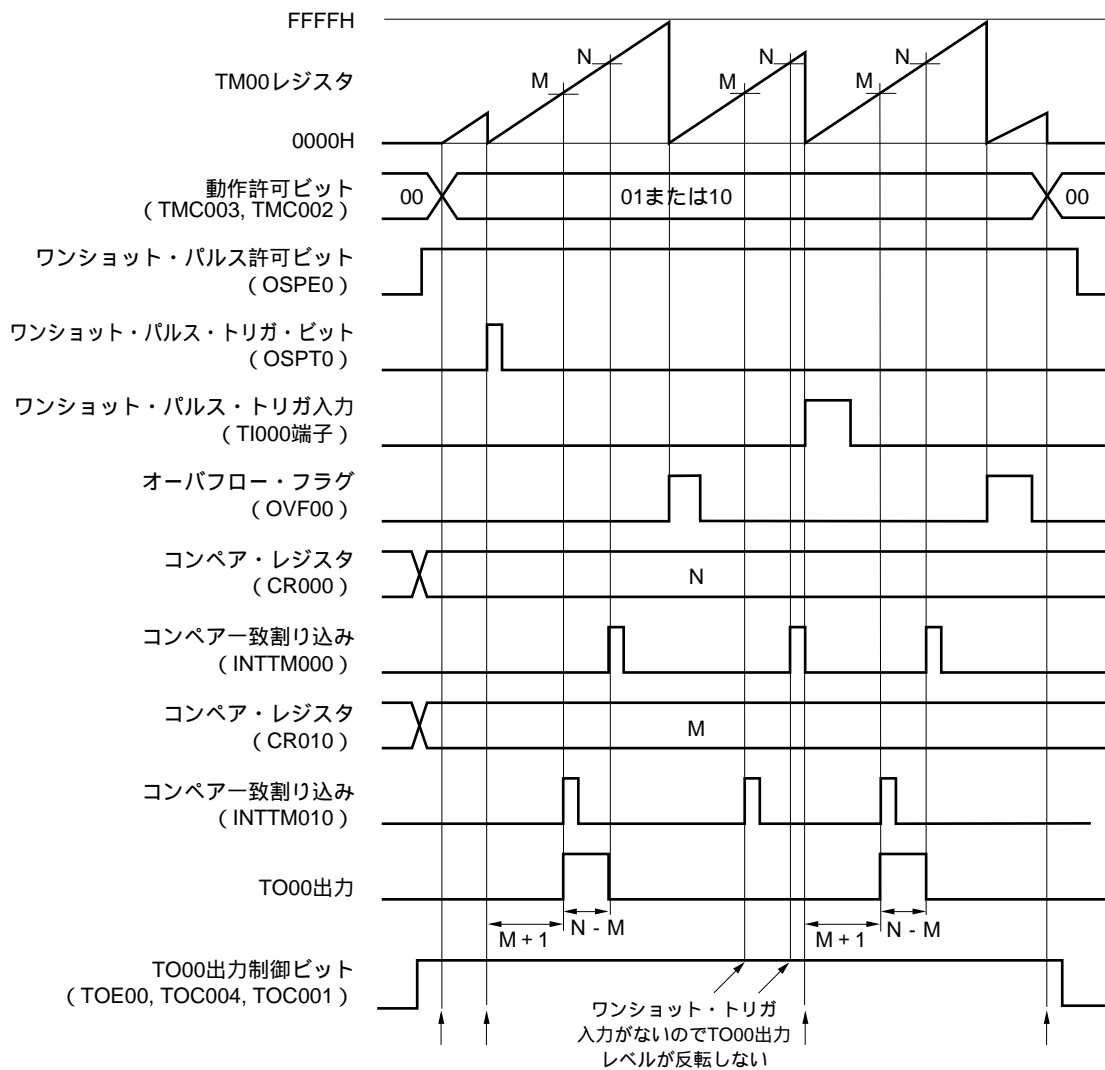 FFFFH
TM00レジスタ
0000H
M
N
M
N
M
N
動作許可ビット
（TMC003, TMC002）
00
01または10
00
ワンショット・パルス許可ビット
（OSPE0）
ワンショット・パルス・トリガ・ビット
（OSPT0）
ワンショット・パルス・トリガ入力
（TI000端子）
オーバフロー・フラグ
（OVF00）
コンペア・レジスタ
（CR000）
N
コンペア一致割り込み
（INTTM000）
コンペア・レジスタ
（CR010）
M
コンペア一致割り込み
（INTTM010）
TO00出力
M + 1
N - M
M + 1
N - M
TO00出力制御ビット
（TOE00, TOC004, TOC001）
ワンショット・トリガ
入力がないのでTO00出力
レベルが反転しない